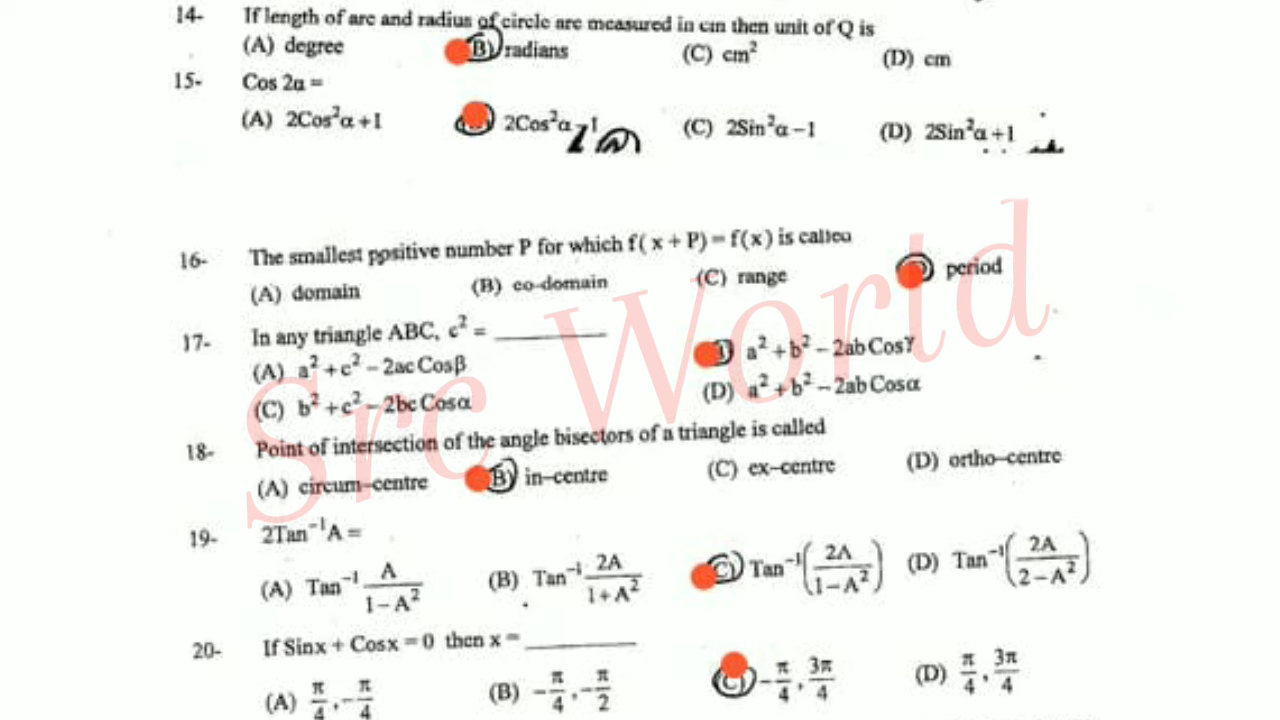 14- If length of arc and radius of circle are measured in cm then unit of Q is
(A) degree (B) radians (C) cm² (D) cm
15- Cos 2α =
(A) 2Cos²α +1 2Cos²α -1 (C) 2Sin²α -1 (D) 2Sin²α +1
16- The smallest positive number P for which f( x + P) = f(x) is called
(A) domain (B) co-domain (C) range period
17- In any triangle ABC, c² = ________
(A) a² + c² - 2ac Cosβ a² + b² - 2ab Cosγ
(C) b² + c² - 2bc Cosα (D) a² + b² - 2ab Cosα
18- Point of intersection of the angle bisectors of a triangle is called
(A) circum-centre (B) in-centre (C) ex-centre (D) ortho-centre
19- 2Tan⁻¹A =
(A) Tan⁻¹ A/1-A² (B) Tan⁻¹ 2A/1+A² (C) Tan⁻¹(2A/1-A²) (D) Tan⁻¹(2A/2-A²)
20- If Sinx + Cosx = 0 then x = ________
(A) π/4, -π/4 (B) -π/4, -π/2 (C) -π/4, 3π/4 (D) π/4, 3π/4
Src World